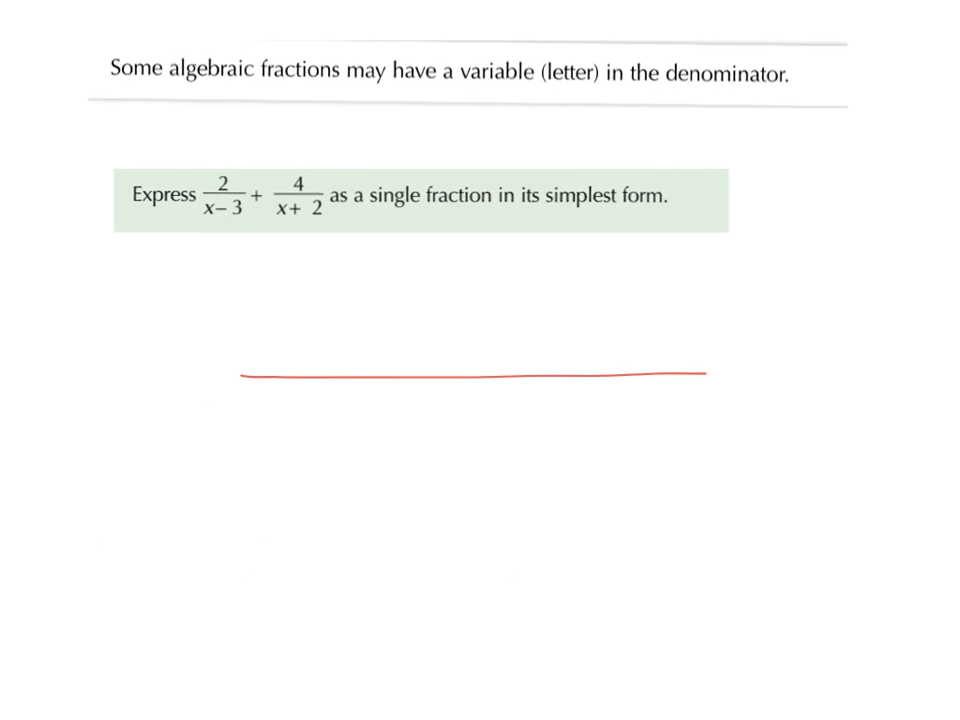 Some algebraic fractions may have a variable (letter) in the denominator.
Express 2/(x– 3) + 4/(x+ 2) as a single fraction in its simplest form.